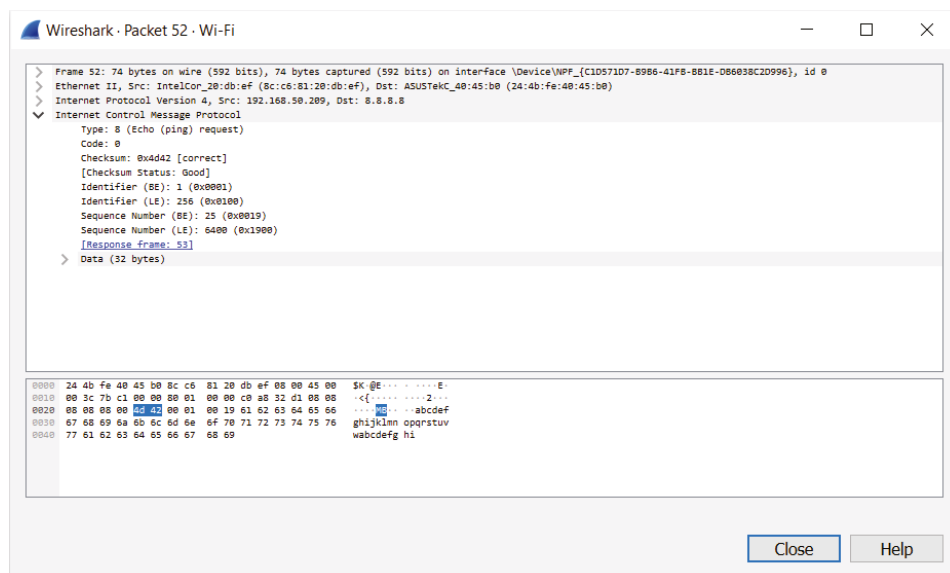 Wireshark · Packet 52 · Wi-Fi
Frame 52: 74 bytes on wire (592 bits), 74 bytes captured (592 bits) on interface \Device\NPF_{C1D571D7-B9B6-41FB-BB1E-DB6038C2D996}, id 0
Ethernet II, Src: IntelCor_20:db:ef (8c:c6:81:20:db:ef), Dst: ASUSTekC_40:45:b0 (24:4b:fe:40:45:b0)
Internet Protocol Version 4, Src: 192.168.50.209, Dst: 8.8.8.8
Internet Control Message Protocol
Type: 8 (Echo (ping) request)
Code: 0
Checksum: 0x4d42 [correct]
[Checksum Status: Good]
Identifier (BE): 1 (0x0001)
Identifier (LE): 256 (0x0100)
Sequence Number (BE): 25 (0x0019)
Sequence Number (LE): 6400 (0x1900)
[Response frame: 53]
Data (32 bytes)
0000 24 4b fe 40 45 b0 8c c6 81 20 db ef 08 00 45 00 $K·@E··· · ····E·
0010 00 3c 7b c1 00 00 80 01 00 00 c0 a8 32 d1 08 08 ·<{····· ····2···
0020 08 08 08 00 4d 42 00 01 00 19 61 62 63 64 65 66 ····MB·· ··abcdef
0030 67 68 69 6a 6b 6c 6d 6e 6f 70 71 72 73 74 75 76 ghijklmn opqrstuv
0040 77 61 62 63 64 65 66 67 68 69 wabcdefg hi
Close Help